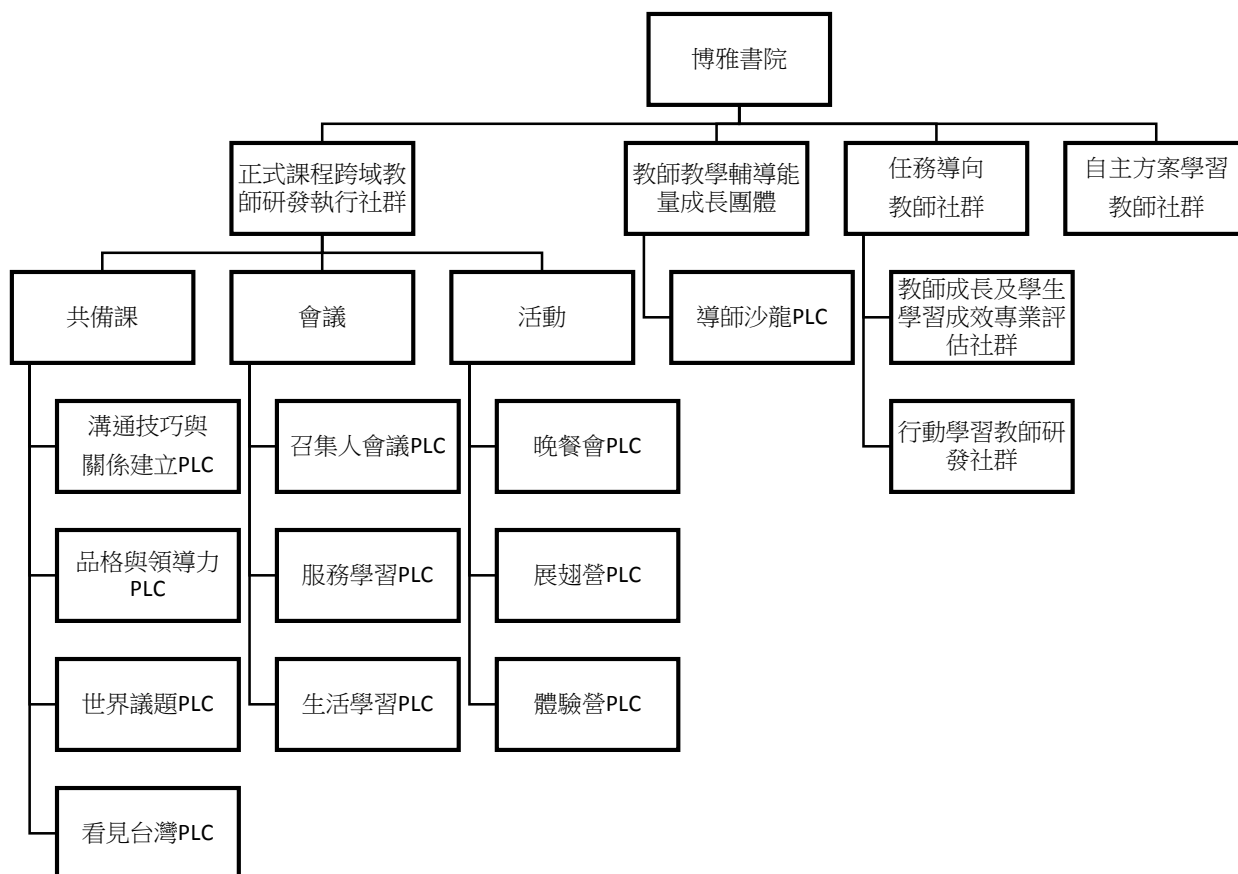 博雅書院
正式課程跨域教
師研發執行社群
教師教學輔導能
量成長團體
任務導向
教師社群
自主方案學習
教師社群
共備課
會議
活動
導師沙龍PLC
教師成長及學生
學習成效專業評
估社群
溝通技巧與
關係建立PLC
召集人會議PLC
晚餐會PLC
行動學習教師研
發社群
品格與領導力
PLC
服務學習PLC
展翅營PLC
世界議題PLC
生活學習PLC
體驗營PLC
看見台灣PLC